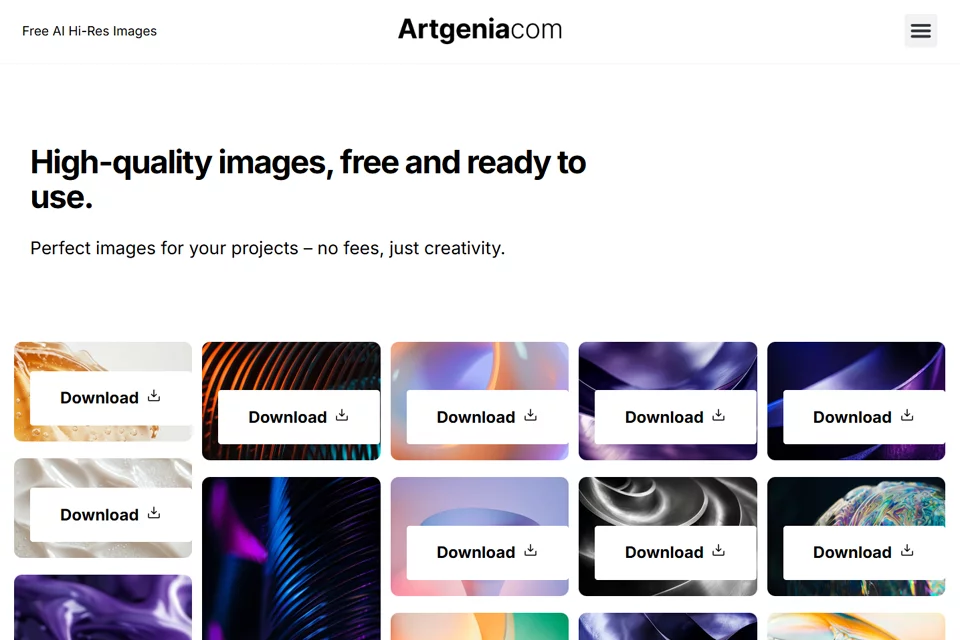 Free AI Hi-Res Images
Artgeniacom
High-quality images, free and ready to
use.
Perfect images for your projects – no fees, just creativity.
Download
Download
Download
Download
Download
Download
Download
Download
Download